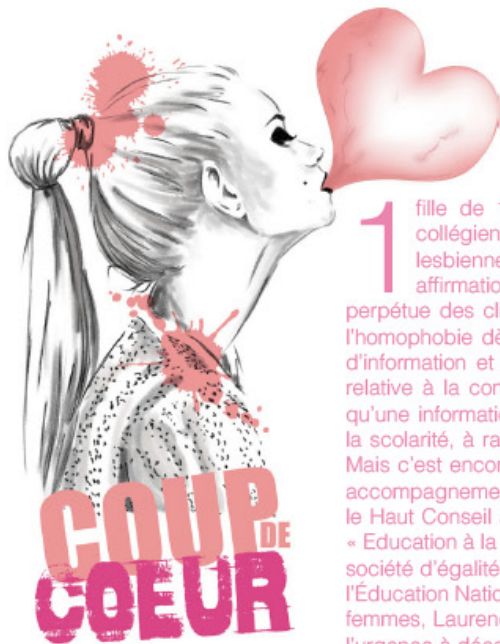 COUP DE
COEUR
1 fille de
collégien
lesbienne
affirmatio
perpétue des cl
l'homophobie dè
d'information et
relative à la con
qu'une informatio
la scolarité, à ra
Mais c'est encor
accompagneme
le Haut Conseil
« Education à la
société d'égalité
l'Éducation Natio
femmes, Lauren